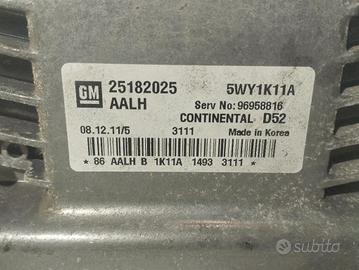 GM 25182025 5WY1K11A
AALH Serv No: 96958816
CONTINENTAL D52
08.12.11/5 3111 Made in Korea
* 86 AALH B 1K11A 1493 3111 *
subito